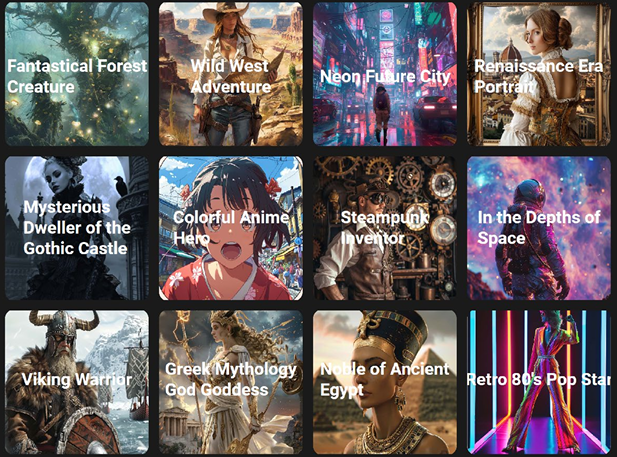 Fantastical Forest
Creature
Wild West
Adventure
Neon Future City
Renaissance Era
Portrait
Mysterious
Dweller of the
Gothic Castle
Colorful Anime
Hero
Steampunk
Inventor
In the Depths of
Space
Viking Warrior
Greek Mythology
God Goddess
Noble of Ancient
Egypt
Retro 80's Pop Star